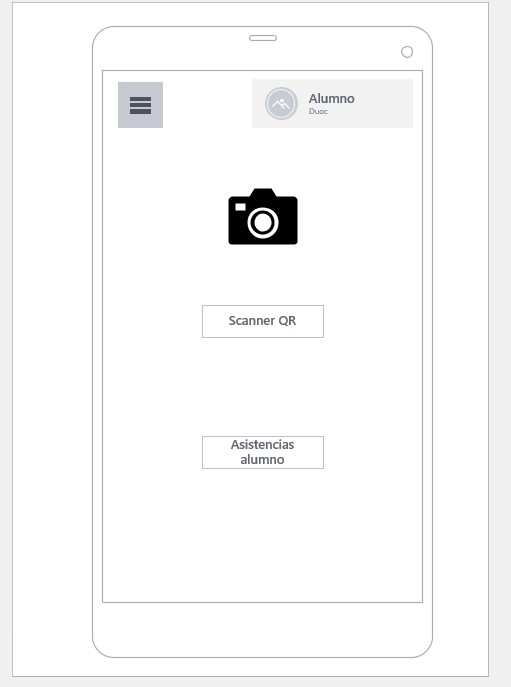 Alumno
Duoc
Scanner QR
Asistencias
alumno